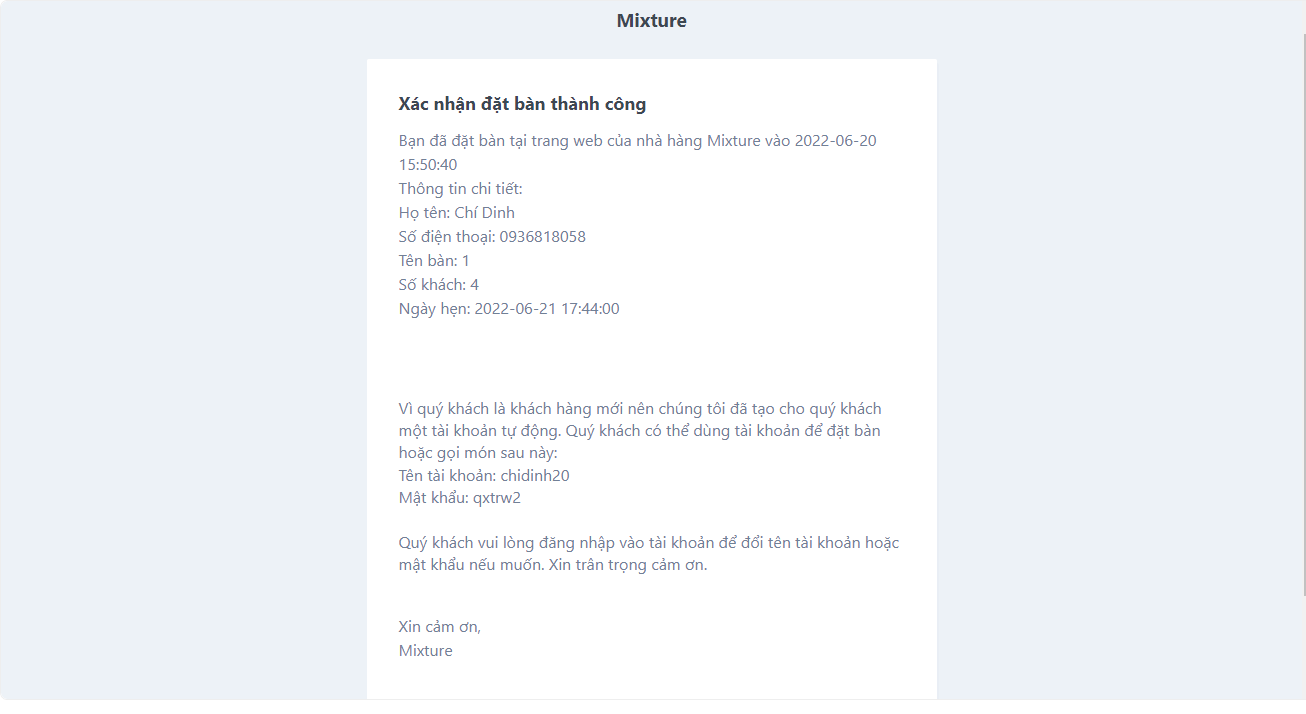 Mixture
Xác nhận đặt bàn thành công
Bạn đã đặt bàn tại trang web của nhà hàng Mixture vào 2022-06-20
15:50:40
Thông tin chi tiết:
Họ tên: Chí Dinh
Số điện thoại: 0936818058
Tên bàn: 1
Số khách: 4
Ngày hẹn: 2022-06-21 17:44:00
Vì quý khách là khách hàng mới nên chúng tôi đã tạo cho quý khách
một tài khoản tự động. Quý khách có thể dùng tài khoản để đặt bàn
hoặc gọi món sau này:
Tên tài khoản: chidinh20
Mật khẩu: qxtrw2
Quý khách vui lòng đăng nhập vào tài khoản để đổi tên tài khoản hoặc
mật khẩu nếu muốn. Xin trân trọng cảm ơn.
Xin cảm ơn,
Mixture